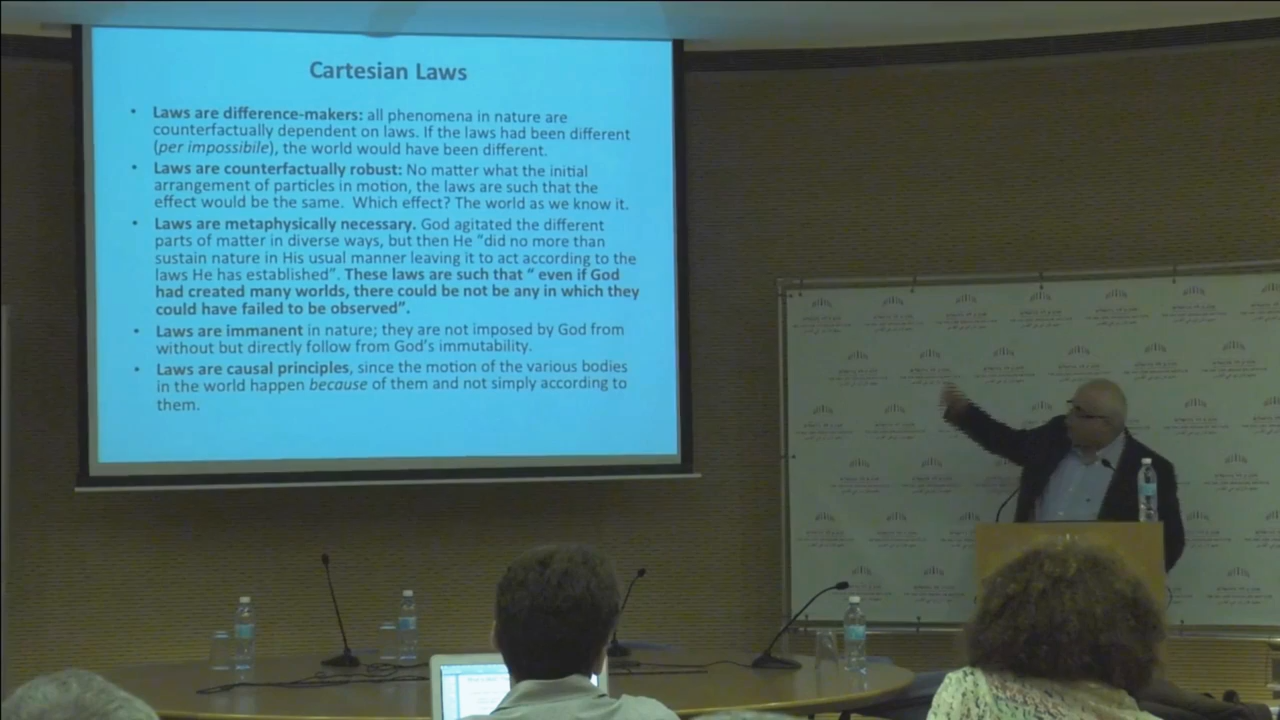 Cartesian Laws
• Laws are difference-makers: all phenomena in nature are
counterfactually dependent on laws. If the laws had been different
(per impossibile), the world would have been different.
• Laws are counterfactually robust: No matter what the initial
arrangement of particles in motion, the laws are such that the
effect would be the same. Which effect? The world as we know it.
• Laws are metaphysically necessary. God agitated the different
parts of matter in diverse ways, but then He “did no more than
sustain nature in His usual manner leaving it to act according to the
laws He has established”. These laws are such that “ even if God
had created many worlds, there could be not be any in which they
could have failed to be observed”.
• Laws are immanent in nature; they are not imposed by God from
without but directly follow from God’s immutability.
• Laws are causal principles, since the motion of the various bodies
in the world happen because of them and not simply according to
them.